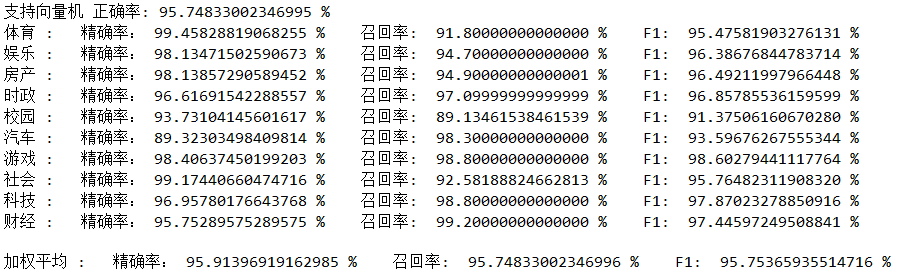 支持向量机 正确率: 95.74833002346995 %
体育 : 精确率: 99.45828819068255 % 召回率: 91.80000000000000 % F1: 95.47581903276131 %
娱乐 : 精确率: 98.13471502590673 % 召回率: 94.70000000000000 % F1: 96.38676844783714 %
房产 : 精确率: 98.13857290589452 % 召回率: 94.90000000000001 % F1: 96.49211997966448 %
时政 : 精确率: 96.61691542288557 % 召回率: 97.09999999999999 % F1: 96.85785536159599 %
校园 : 精确率: 93.73104145601617 % 召回率: 89.13461538461539 % F1: 91.37506160670280 %
汽车 : 精确率: 89.32303498409814 % 召回率: 98.30000000000000 % F1: 93.59676267555344 %
游戏 : 精确率: 98.40637450199203 % 召回率: 98.80000000000000 % F1: 98.60279441117764 %
社会 : 精确率: 99.17440660474716 % 召回率: 92.58188824662813 % F1: 95.76482311908320 %
科技 : 精确率: 96.95780176643768 % 召回率: 98.80000000000000 % F1: 97.87023278850916 %
财经 : 精确率: 95.75289575289575 % 召回率: 99.20000000000000 % F1: 97.44597249508841 %
加权平均 : 精确率: 95.91396919162985 % 召回率: 95.74833002346996 % F1: 95.75365935514716 %